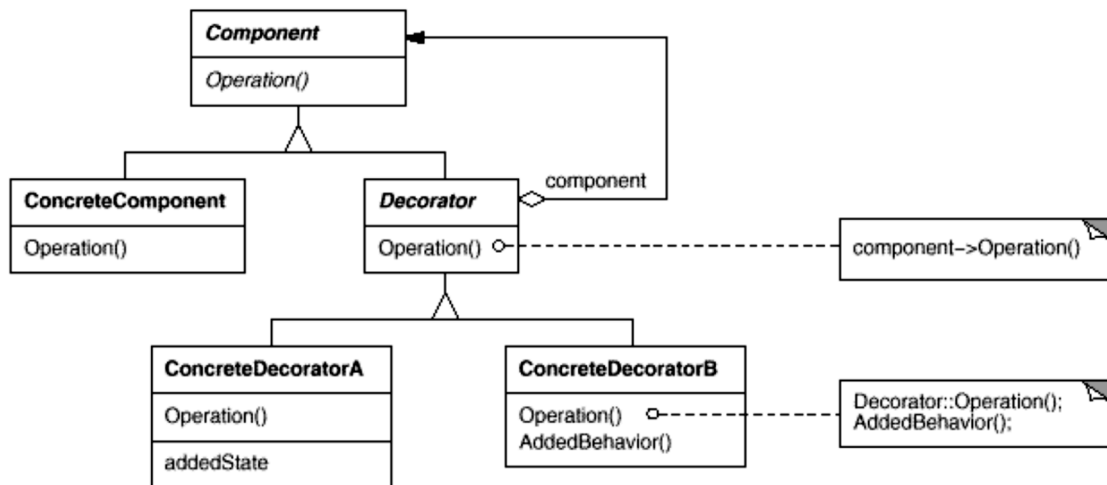 Component
Operation()
ConcreteComponent
Operation()
Decorator
Operation()
component
component->Operation()
ConcreteDecoratorA
Operation()
addedState
ConcreteDecoratorB
Operation()
AddedBehavior()
Decorator::Operation();
AddedBehavior();